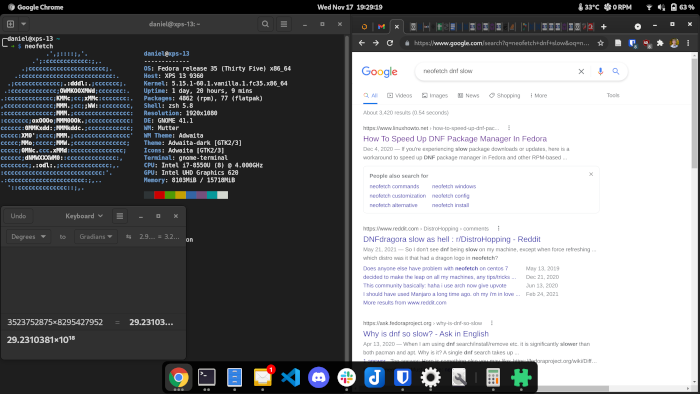 Google Chrome
Wed Nov 17 19:29:19
33°C
0 RPM
63 %
daniel@xps-13: ~
daniel@xps-13 ~
$ neofetch
daniel@xps-13
-------------
OS: Fedora release 35 (Thirty Five) x86_64
Host: XPS 13 9360
Kernel: 5.15.1-60.1.vanilla.1.fc35.x86_64
Uptime: 1 day, 20 hours, 9 mins
Packages: 4862 (rpm), 77 (flatpak)
Shell: zsh 5.8
Resolution: 1920x1080
DE: GNOME 41.1
WM: Mutter
WM Theme: Adwaita
Theme: Adwaita-dark [GTK2/3]
Icons: Adwaita [GTK2/3]
Terminal: gnome-terminal
CPU: Intel i7-8550U (8) @ 4.000GHz
GPU: Intel UHD Graphics 620
Memory: 8103MiB / 15718MiB
Undo
Keyboard
Degrees
to
Gradians
2.9… = 3.2…
on
3523752875×8295427952 = 29.23103…
29.2310381×10¹⁸
https://www.google.com/search?q=neofetch+dnf+slow&oq=n…
Google
neofetch dnf slow
All
Videos
Images
News
Shopping
More
Tools
About 3,420 results (0.54 seconds)
https://www.linuxhowto.net › how-to-speed-up-dnf-pac…
How To Speed Up DNF Package Manager In Fedora
Dec 4, 2020 — If you're experiencing slow package downloads or updates, here is a
workaround to speed up DNF package manager in Fedora and other RPM-based …
People also search for
neofetch commands
neofetch windows
neofetch customization
neofetch config
neofetch alternative
neofetch install
https://www.reddit.com › DistroHopping › comments
DNFdragora slow as hell : r/DistroHopping - Reddit
May 21, 2021 — So i don't see dnf being slow on my machine, except when force refreshing …
which distro was it that had a dragon logo in neofetch?
Does anyone else have problem with neofetch on centos 7
May 13, 2019
decided to make the leap on all my machines, any tips/tricks ...
Dec 21, 2020
This community basically: haha i use arch now give upvote
Jun 13, 2020
I should have used Manjaro a long time ago, oh my I'm in love ...
Feb 24, 2021
More results from www.reddit.com
https://ask.fedoraproject.org › why-is-dnf-so-slow
Why is dnf so slow? - Ask in English
Apr 13, 2020 — When I am using dnf search/install/remove etc. it is significantly slower than
both pacman and apt. Why is it? A single dnf search takes up …
1